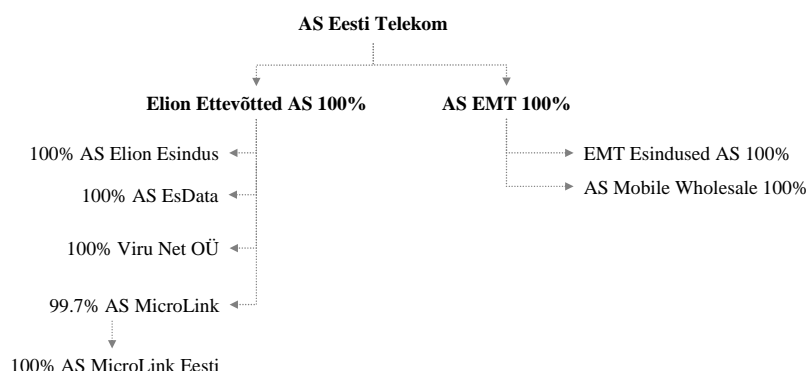 AS Eesti Telekom
Elion Ettevõtted AS 100%
AS EMT 100%
100% AS Elion Esindus
EMT Esindused AS 100%
100% AS EsData
AS Mobile Wholesale 100%
100% Viru Net OÜ
99.7% AS MicroLink
100% AS MicroLink Eesti